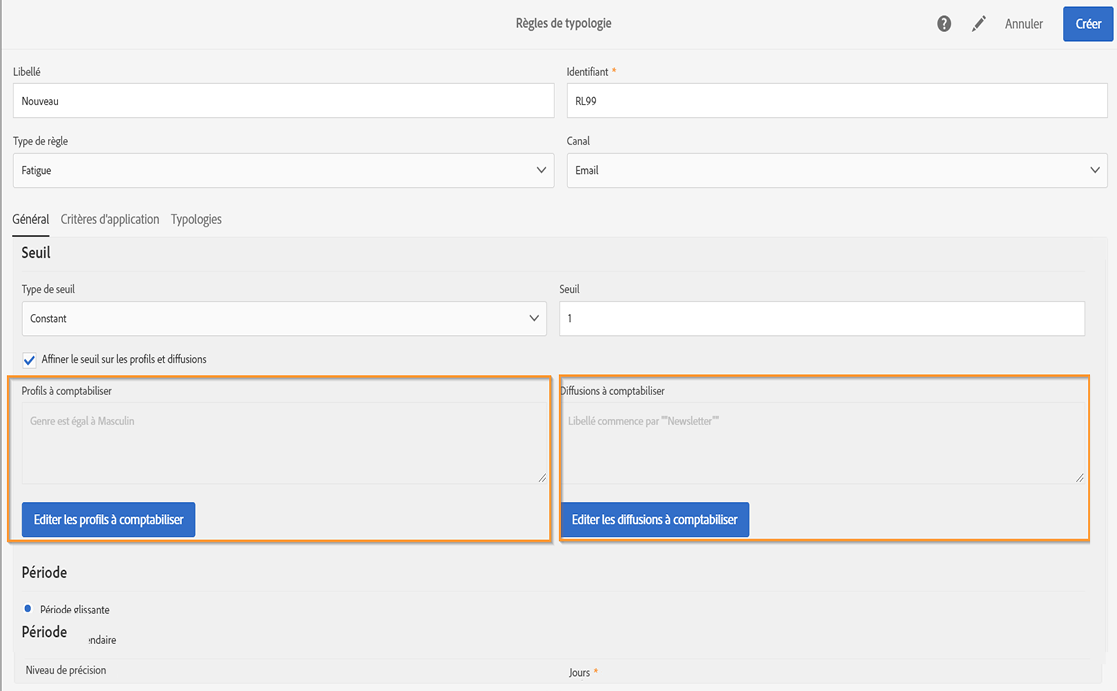 Règles de typologie
? Annuler Créer
Libellé Identifiant *
Nouveau RL99
Type de règle Canal
Fatigue Email
Général Critères d'application Typologies
Seuil
Type de seuil Seuil
Constant 1
Affiner le seuil sur les profils et diffusions
Profils à comptabiliser Diffusions à comptabiliser
Genre est égal à Masculin Libellé commence par ""Newsletter""
Editer les profils à comptabiliser Editer les diffusions à comptabiliser
Période
Période glissante
Période endaire
Niveau de précision Jours *